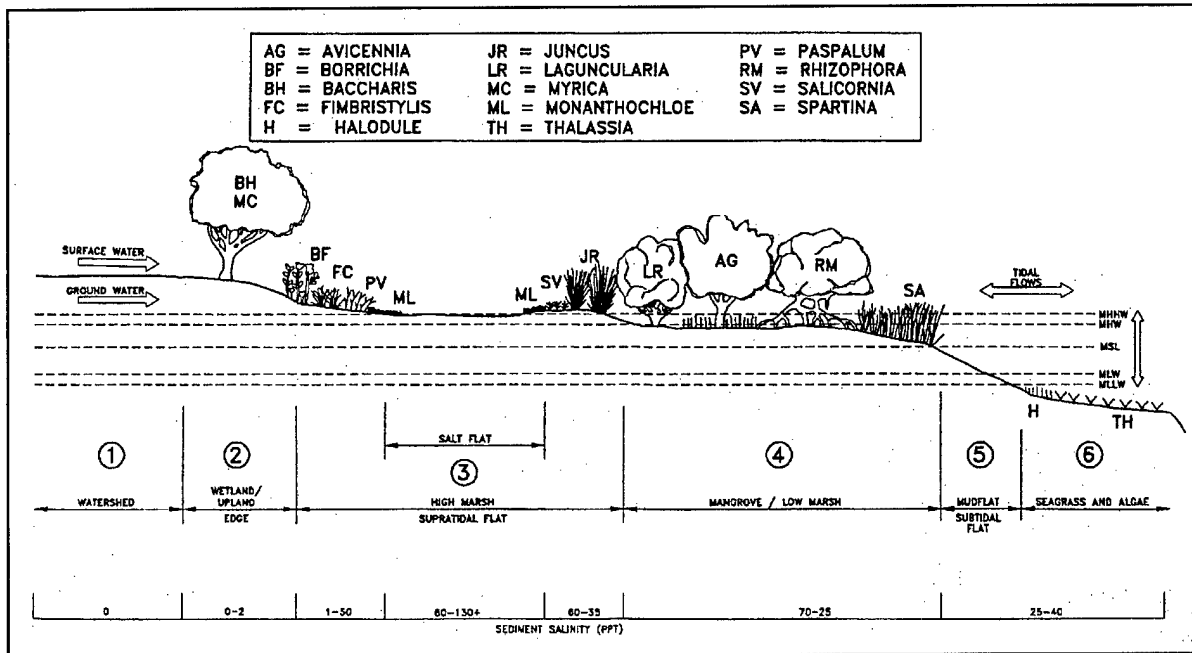 AG = AVICENNIA JR = JUNCUS PV = PASPALUM
BF = BORRICHIA LR = LAGUNCULARIA RM = RHIZOPHORA
BH = BACCHARIS MC = MYRICA SV = SALICORNIA
FC = FIMBRISTYLIS ML = MONANTHOCHLOE SA = SPARTINA
H = HALODULE TH = THALASSIA
BH
MC
SURFACE WATER
GROUND WATER
BF
FC
PV
ML
ML
SV
JR
LR
AG
RM
SA
TIDAL
FLOWS
MHHW
MHW
MSL
MLW
MLLW
H
TH
SALT FLAT
1 2 3 4 5 6
WATERSHED
WETLAND/
UPLAND
EDGE
HIGH MARSH
SUPRATIDAL FLAT
MANGROVE / LOW MARSH
MUDFLAT
SUBTIDAL
FLAT
SEAGRASS AND ALGAE
0 0-2 1-50 60-130+ 60-35 70-25 25-40
SEDIMENT SALINITY (PPT)